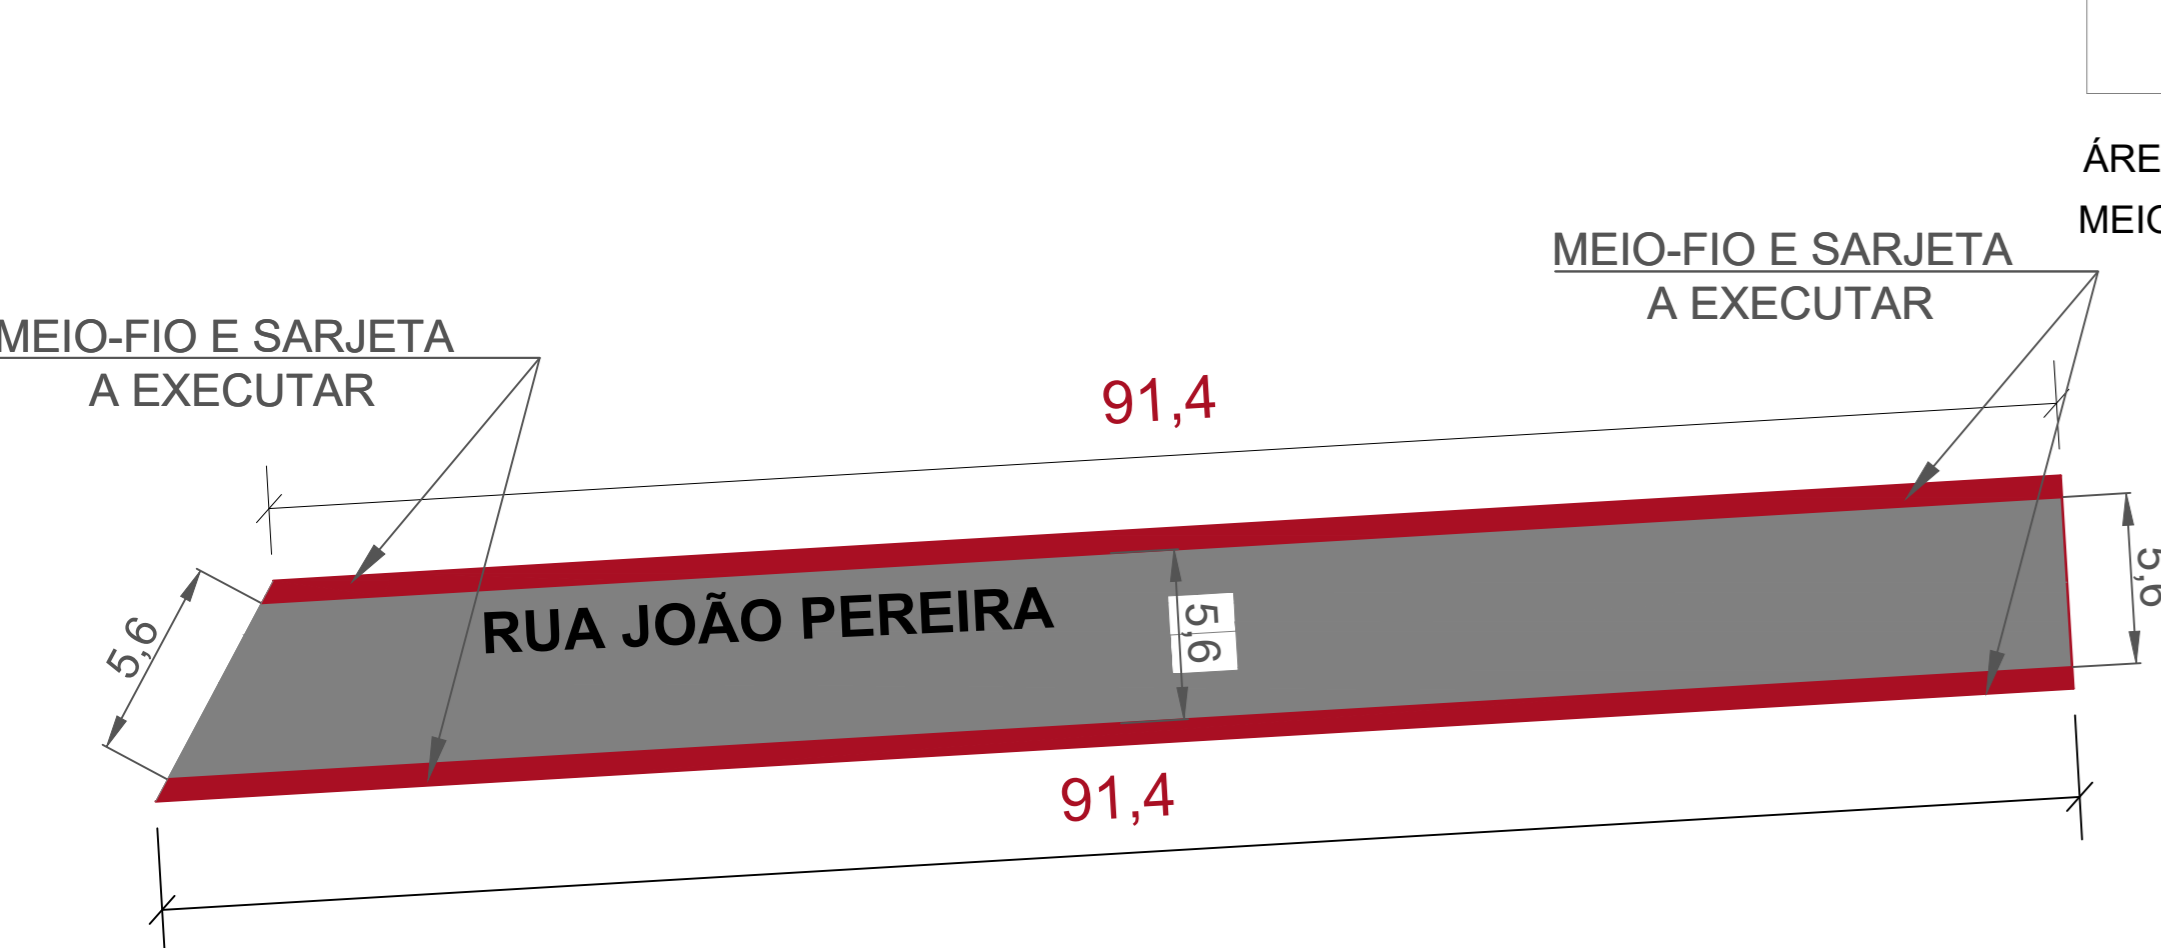 ÁRE
MEIO
MEIO-FIO E SARJETA
A EXECUTAR
MEIO-FIO E SARJETA
A EXECUTAR
91,4
5,6
RUA JOÃO PEREIRA
5,6
5,6
91,4